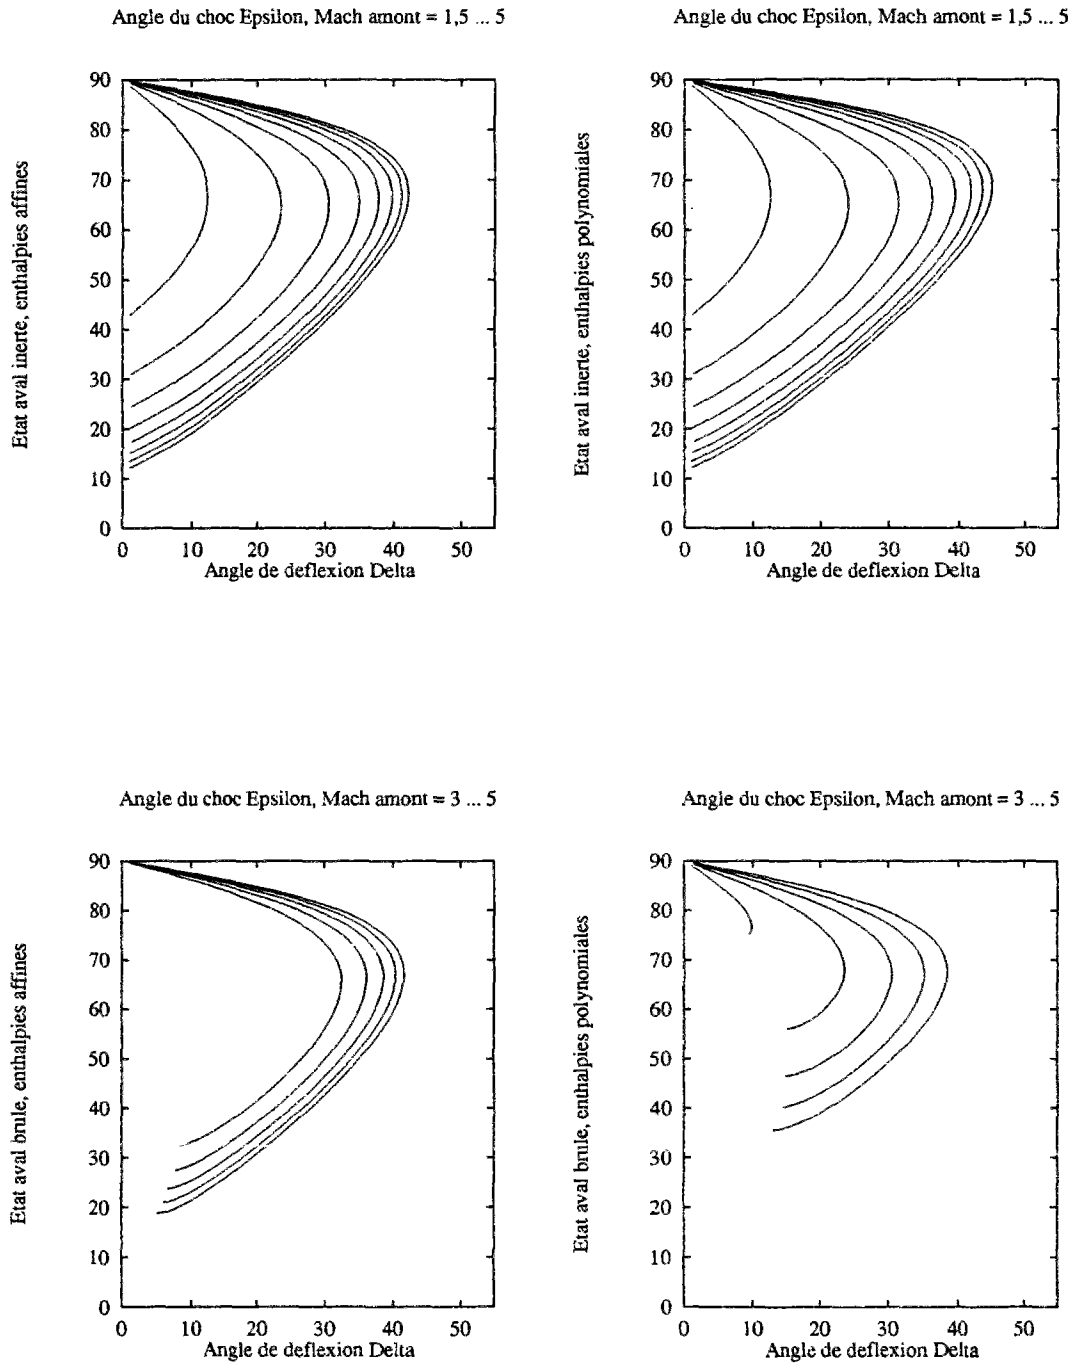 Angle du choc Epsilon, Mach amont = 1,5 ... 5
Etat aval inerte, enthalpies affines
90
80
70
60
50
40
30
20
10
0
0 10 20 30 40 50
Angle de deflexion Delta
Angle du choc Epsilon, Mach amont = 1,5 ... 5
Etat aval inerte, enthalpies polynomiales
90
80
70
60
50
40
30
20
10
0
0 10 20 30 40 50
Angle de deflexion Delta
Angle du choc Epsilon, Mach amont = 3 ... 5
Etat aval brule, enthalpies affines
90
80
70
60
50
40
30
20
10
0
0 10 20 30 40 50
Angle de deflexion Delta
Angle du choc Epsilon, Mach amont = 3 ... 5
Etat aval brule, enthalpies polynomiales
90
80
70
60
50
40
30
20
10
0
0 10 20 30 40 50
Angle de deflexion Delta